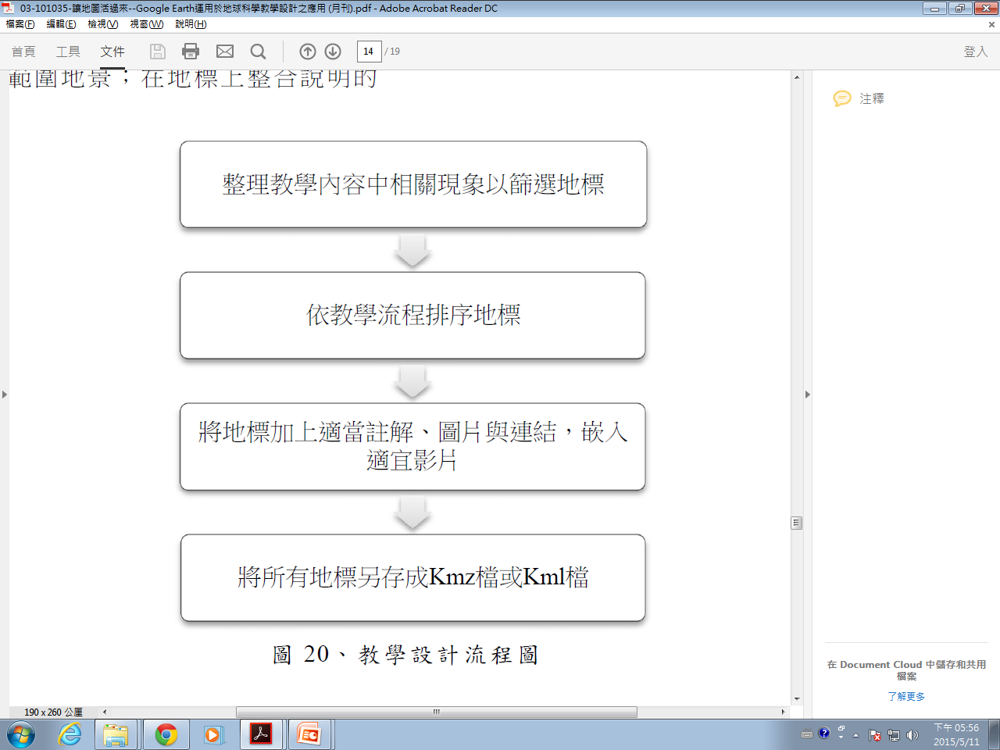 03-101035-讓地圖活過來--Google Earth運用於地球科學教學設計之應用 (月刊).pdf - Adobe Acrobat Reader DC
檔案(F) 編輯(E) 檢視(V) 視窗(W) 說明(H)
首頁 工具 文件 14 / 19 登入
範圍地景；在地標上整合說明的
注釋
整理教學內容中相關現象以篩選地標
依教學流程排序地標
將地標加上適當註解、圖片與連結，嵌入
適宜影片
將所有地標另存成Kmz檔或Kml檔
圖 20、教學設計流程圖
在 Document Cloud 中儲存和共用
檔案
了解更多
190 x 260 公厘
下午 05:56
2015/5/11